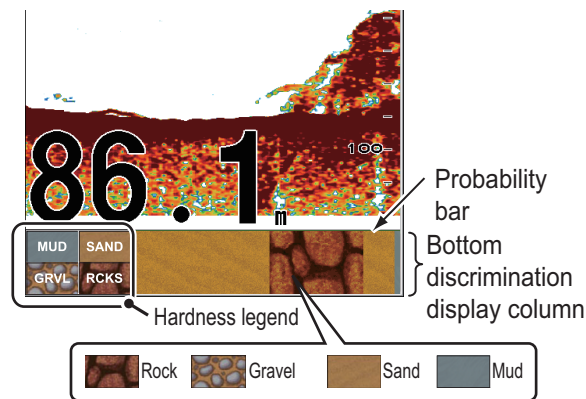 100
86.1
m
Probability
bar
MUD SAND
GRVL RCKS
Bottom
discrimination
display column
Hardness legend
Rock Gravel Sand Mud